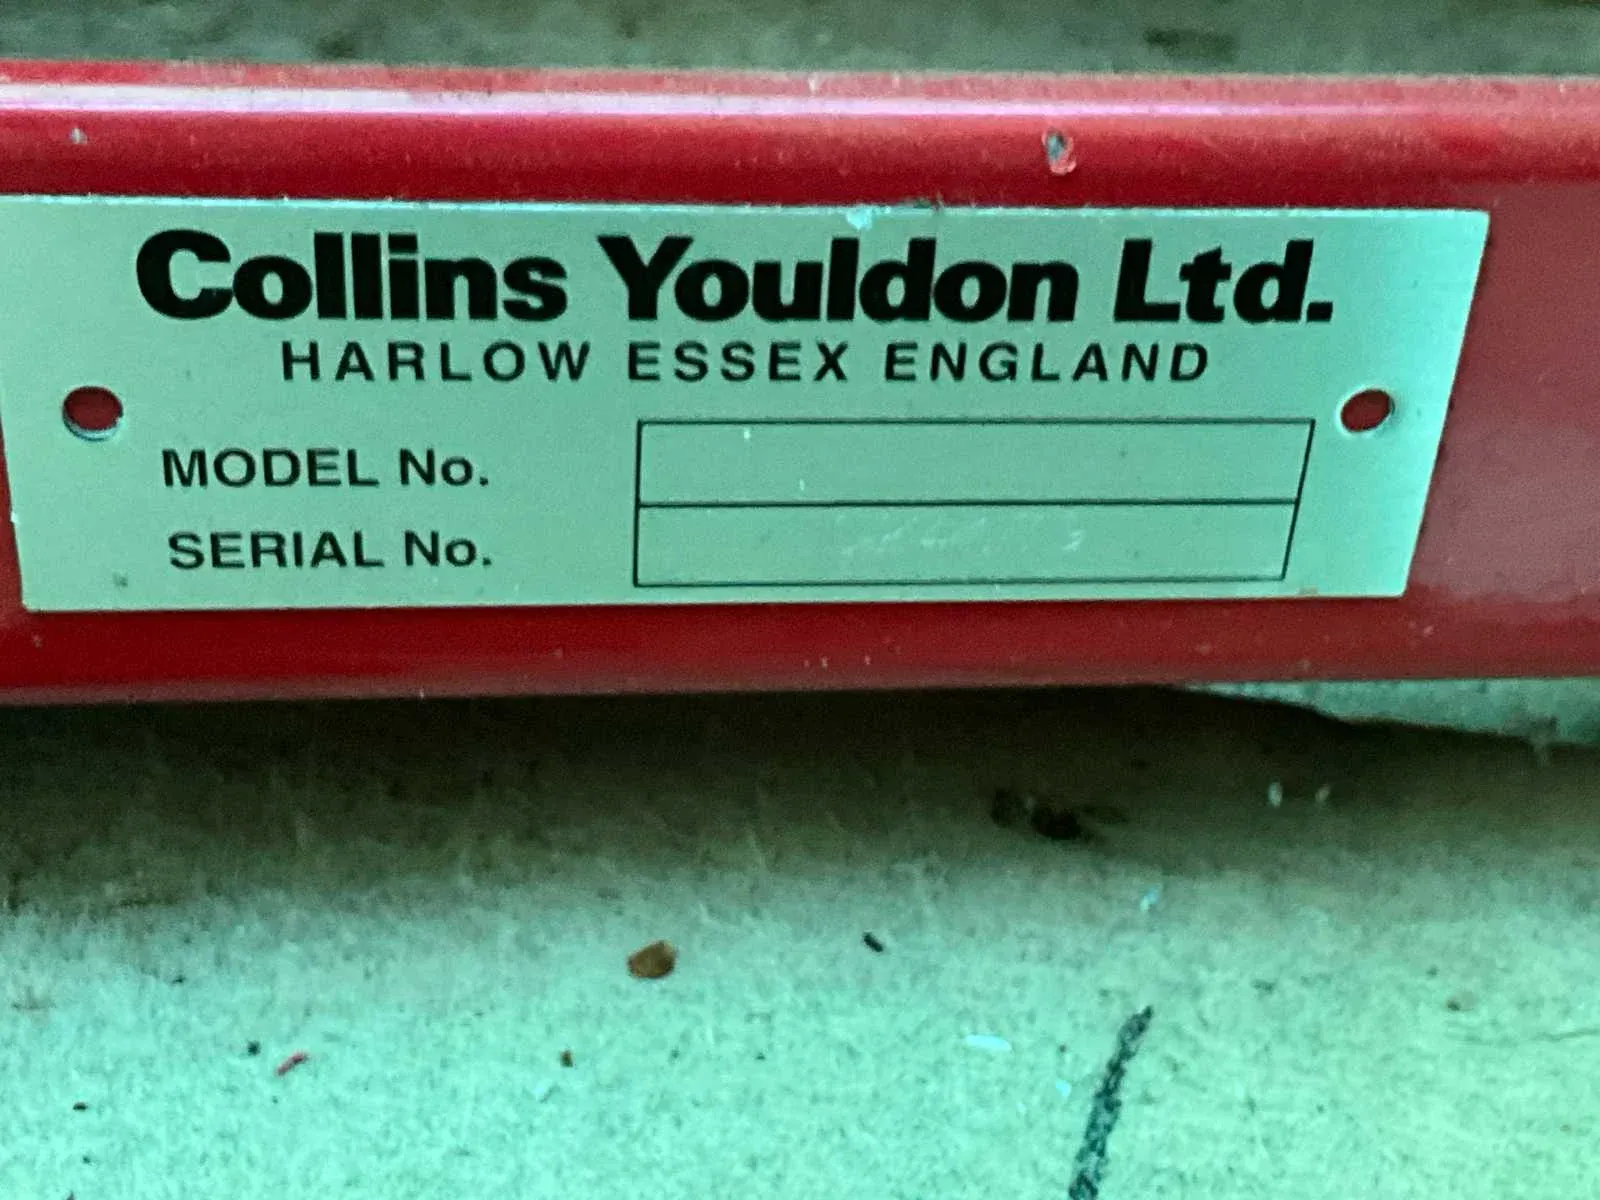 Collins Youldon Ltd.
HARLOW ESSEX ENGLAND
MODEL No.
SERIAL No.